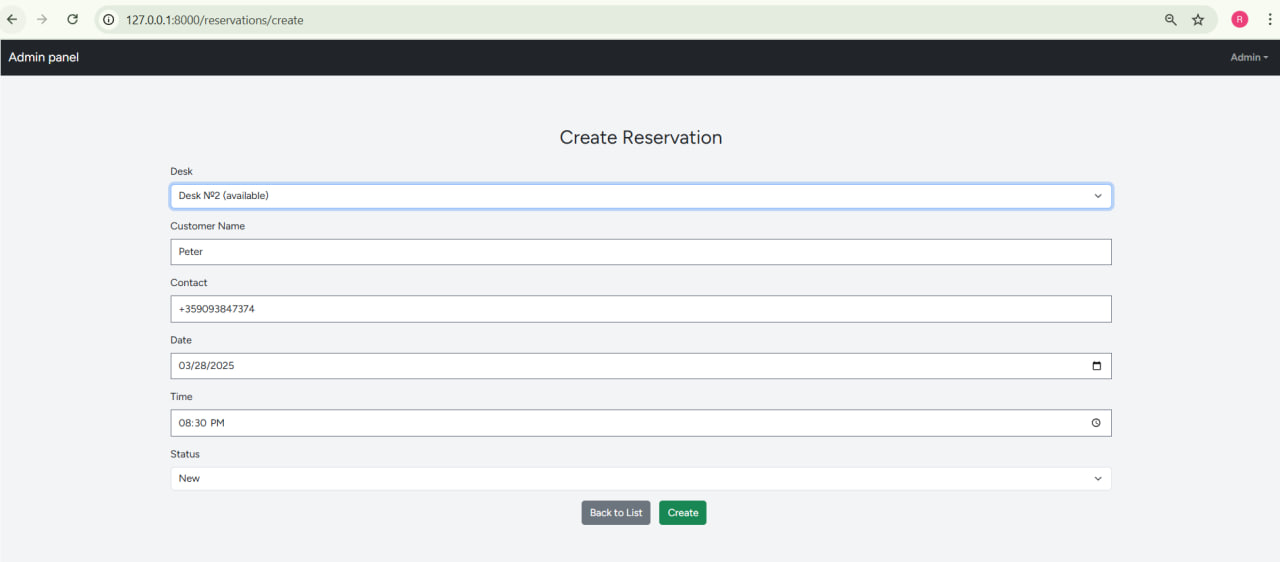 127.0.0.1:8000/reservations/create
R
Admin panel
Admin
Create Reservation
Desk
Desk №2 (available)
Customer Name
Peter
Contact
+359093847374
Date
03/28/2025
Time
08:30 PM
Status
New
Back to List
Create